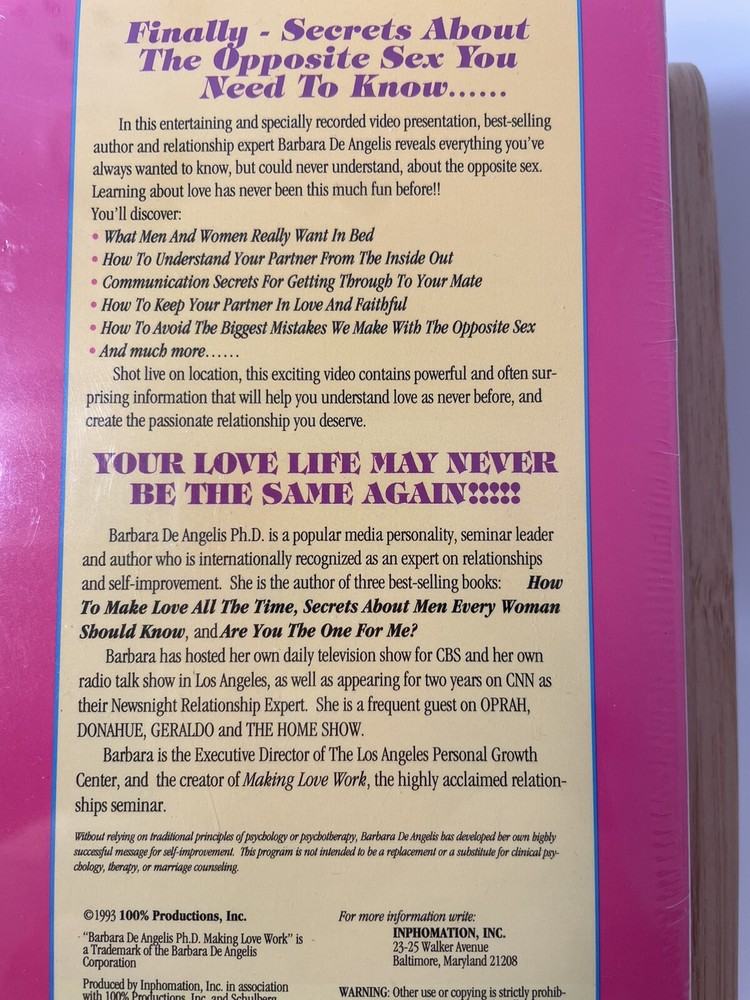 Finally - Secrets About
The Opposite Sex You
Need To Know......
In this entertaining and specially recorded video presentation, best-selling
author and relationship expert Barbara De Angelis reveals everything you've
always wanted to know, but could never understand, about the opposite sex.
Learning about love has never been this much fun before!!
You'll discover:
• What Men And Women Really Want In Bed
• How To Understand Your Partner From The Inside Out
• Communication Secrets For Getting Through To Your Mate
• How To Keep Your Partner In Love And Faithful
• How To Avoid The Biggest Mistakes We Make With The Opposite Sex
• And much more......
Shot live on location, this exciting video contains powerful and often sur-
prising information that will help you understand love as never before, and
create the passionate relationship you deserve.
YOUR LOVE LIFE MAY NEVER
BE THE SAME AGAIN!!!!!
Barbara De Angelis Ph.D. is a popular media personality, seminar leader
and author who is internationally recognized as an expert on relationships
and self-improvement. She is the author of three best-selling books: How
To Make Love All The Time, Secrets About Men Every Woman
Should Know, and Are You The One For Me?
Barbara has hosted her own daily television show for CBS and her own
radio talk show in Los Angeles, as well as appearing for two years on CNN as
their Newsnight Relationship Expert. She is a frequent guest on OPRAH,
DONAHUE, GERALDO and THE HOME SHOW.
Barbara is the Executive Director of The Los Angeles Personal Growth
Center, and the creator of Making Love Work, the highly acclaimed relation-
ships seminar.
Without relying on traditional principles of psychology or psychotherapy, Barbara De Angelis has developed her own highly
successful message for self-improvement. This program is not intended to be a replacement or a substitute for clinical psy-
chology, therapy, or marriage counseling.
©1993 100% Productions, Inc.
"Barbara De Angelis Ph.D. Making Love Work" is
a Trademark of the Barbara De Angelis
Corporation
Produced by Inphomation, Inc. in association
with 100% Productions, Inc. and Schulberg
For more information write:
INPHOMATION, INC.
23-25 Walker Avenue
Baltimore, Maryland 21208
WARNING: Other use or copying is strictly prohib-